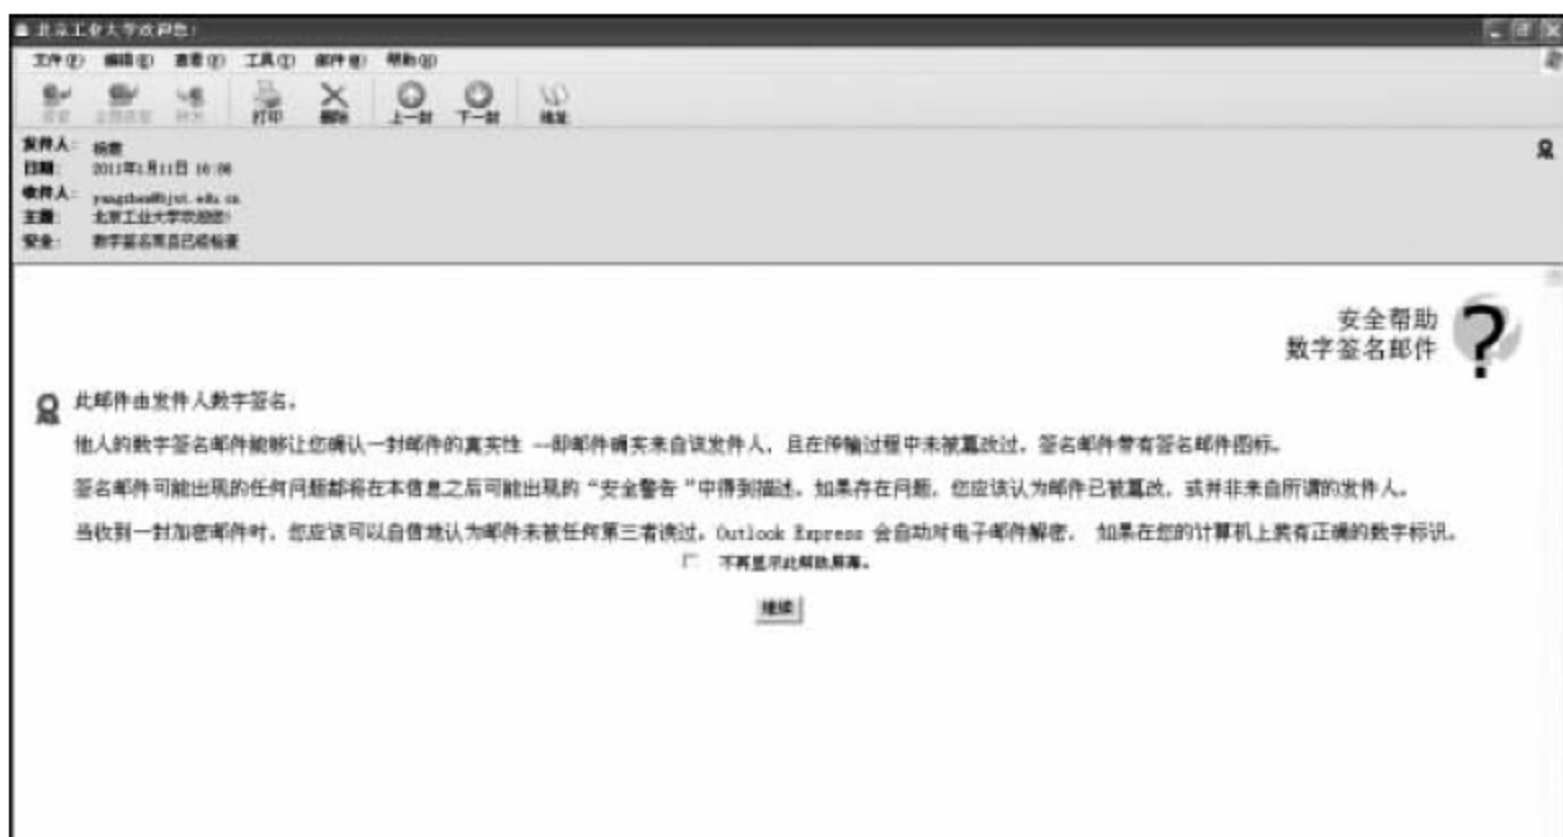 北京工业大学欢迎您!
文件(F) 编辑(E) 查看(V) 工具(T) 邮件(M) 帮助(H)
打印 删除 上一封 下一封 地址
发件人:
日期: 2011年1月11日 16:06
收件人: yangzhen@bjut.edu.cn
主题: 北京工业大学欢迎您!
安全: 数字签名而且已经检查
安全帮助
数字签名邮件
此邮件由发件人数字签名。
他人的数字签名邮件能够让您确认一封邮件的真实性 --即邮件确实来自该发件人，且在传输过程中未被篡改过。签名邮件带有签名邮件图标。
签名邮件可能出现的任何问题都将在本信息之后可能出现的“安全警告”中得到描述。如果存在问题，您应该认为邮件已被篡改，或并非来自所谓的发件人。
当收到一封加密邮件时，您应该可以自信地认为邮件未被任何第三者读过。Outlook Express 会自动对电子邮件解密， 如果在您的计算机上装有正确的数字标识。
不再显示此帮助屏幕。
继续